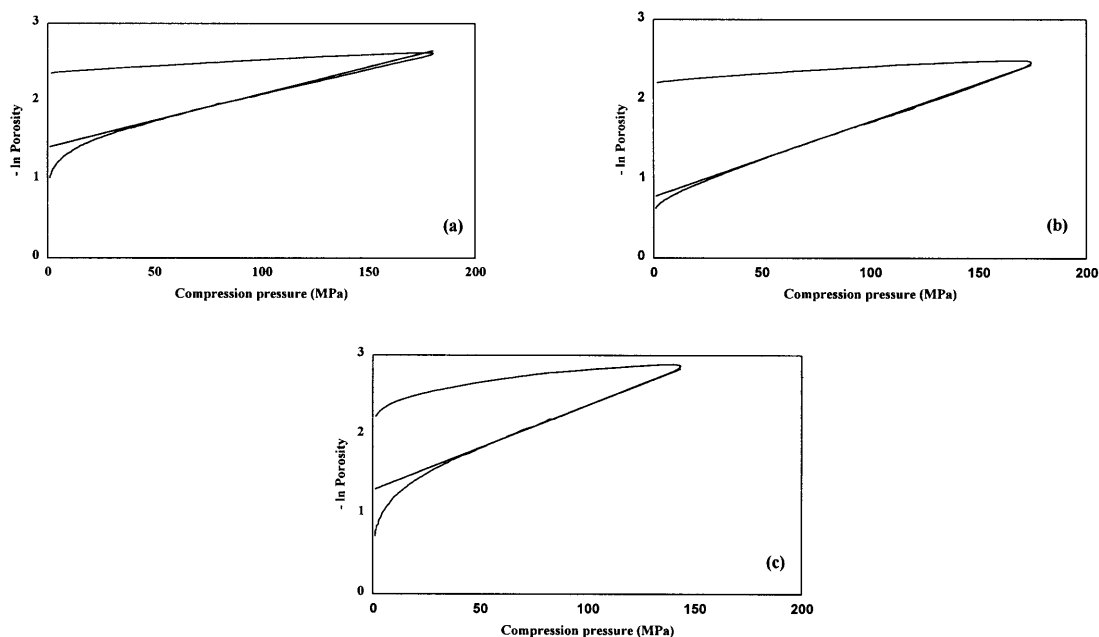 3
2
1
0
- ln Porosity
(a)
0 50 100 150 200
Compression pressure (MPa)
3
2
1
0
- ln Porosity
(b)
0 50 100 150 200
Compression pressure (MPa)
3
2
1
0
- ln Porosity
(c)
0 50 100 150 200
Compression pressure (MPa)